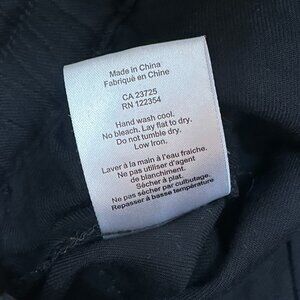 Made in China
Fabriqué en Chine
CA 23725
RN 122354
Hand wash cool.
No bleach. Lay flat to dry.
Do not tumble dry.
Low Iron.
Laver à la main à l'eau fraiche.
Ne pas utiliser d'agent
de blanchiment.
Sécher à plat.
Ne pas sécher par culbutage.
Repasser à basse température